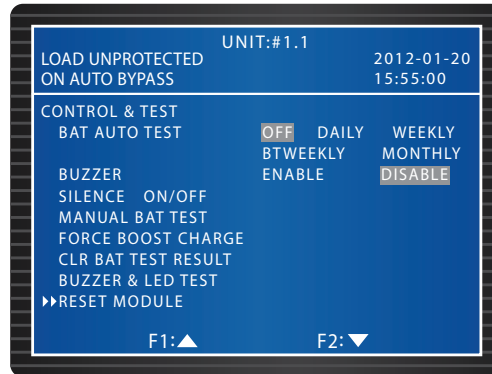 UNIT:#1.1
LOAD UNPROTECTED 2012-01-20
ON AUTO BYPASS 15:55:00
CONTROL & TEST
BAT AUTO TEST OFF DAILY WEEKLY
BTWEEKLY MONTHLY
BUZZER ENABLE DISABLE
SILENCE ON/OFF
MANUAL BAT TEST
FORCE BOOST CHARGE
CLR BAT TEST RESULT
BUZZER & LED TEST
RESET MODULE
F1: F2: